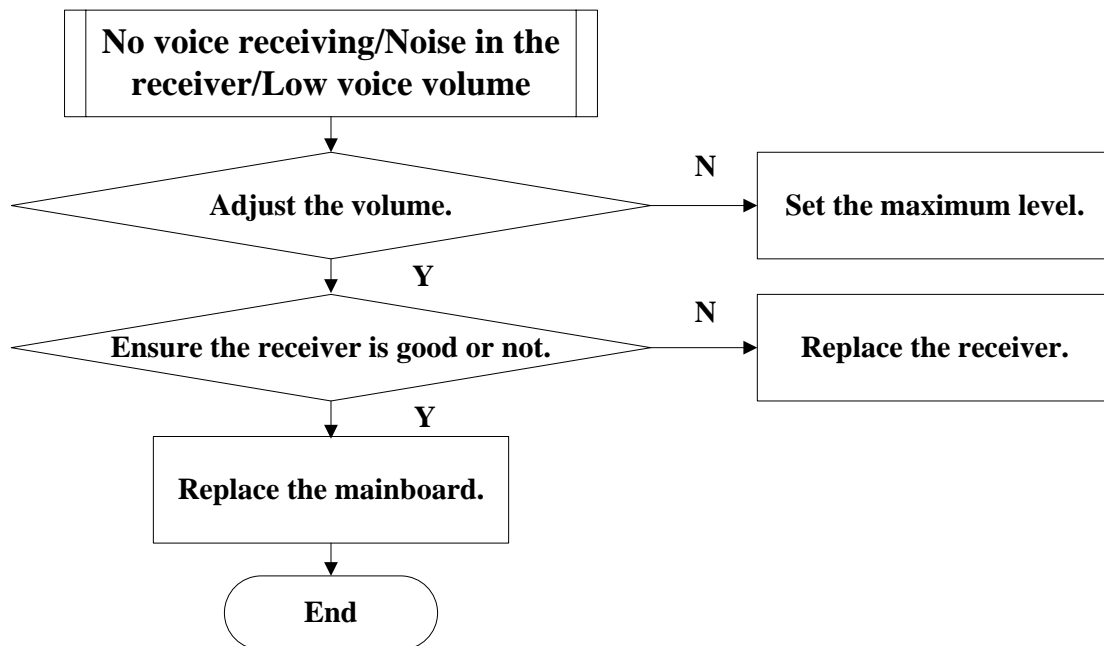 No voice receiving/Noise in the
receiver/Low voice volume
N
Adjust the volume.
Set the maximum level.
Y
N
Ensure the receiver is good or not.
Replace the receiver.
Y
Replace the mainboard.
End